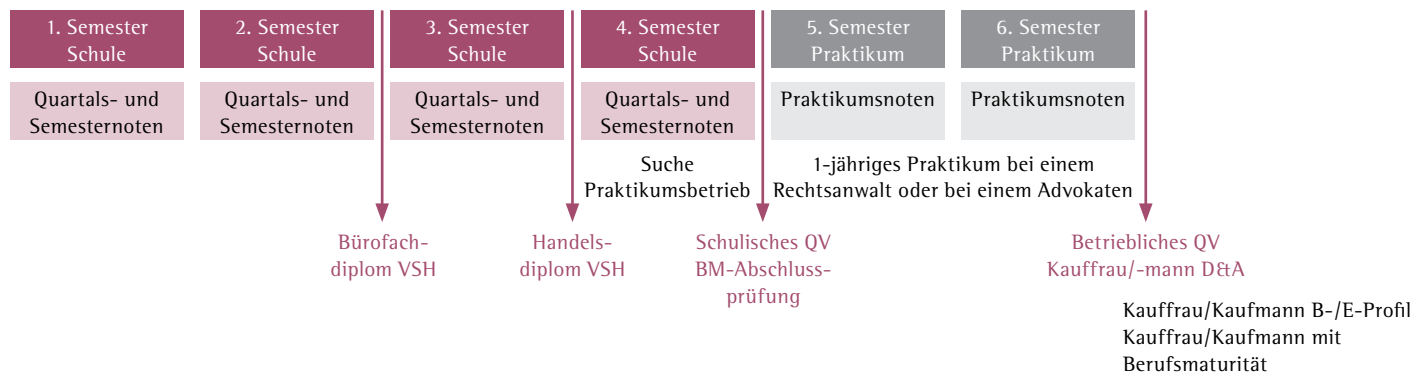 1. Semester
Schule
2. Semester
Schule
3. Semester
Schule
4. Semester
Schule
5. Semester
Praktikum
6. Semester
Praktikum
Quartals- und
Semesternoten
Quartals- und
Semesternoten
Quartals- und
Semesternoten
Quartals- und
Semesternoten
Praktikumsnoten
Praktikumsnoten
Suche
Praktikumsbetrieb
1-jähriges Praktikum bei einem
Rechtsanwalt oder bei einem Advokaten
Bürofach-
diplom VSH
Handels-
diplom VSH
Schulisches QV
BM-Abschluss-
prüfung
Betriebliches QV
Kauffrau/-mann D&A
Kauffrau/Kaufmann B-/E-Profil
Kauffrau/Kaufmann mit
Berufsmaturität